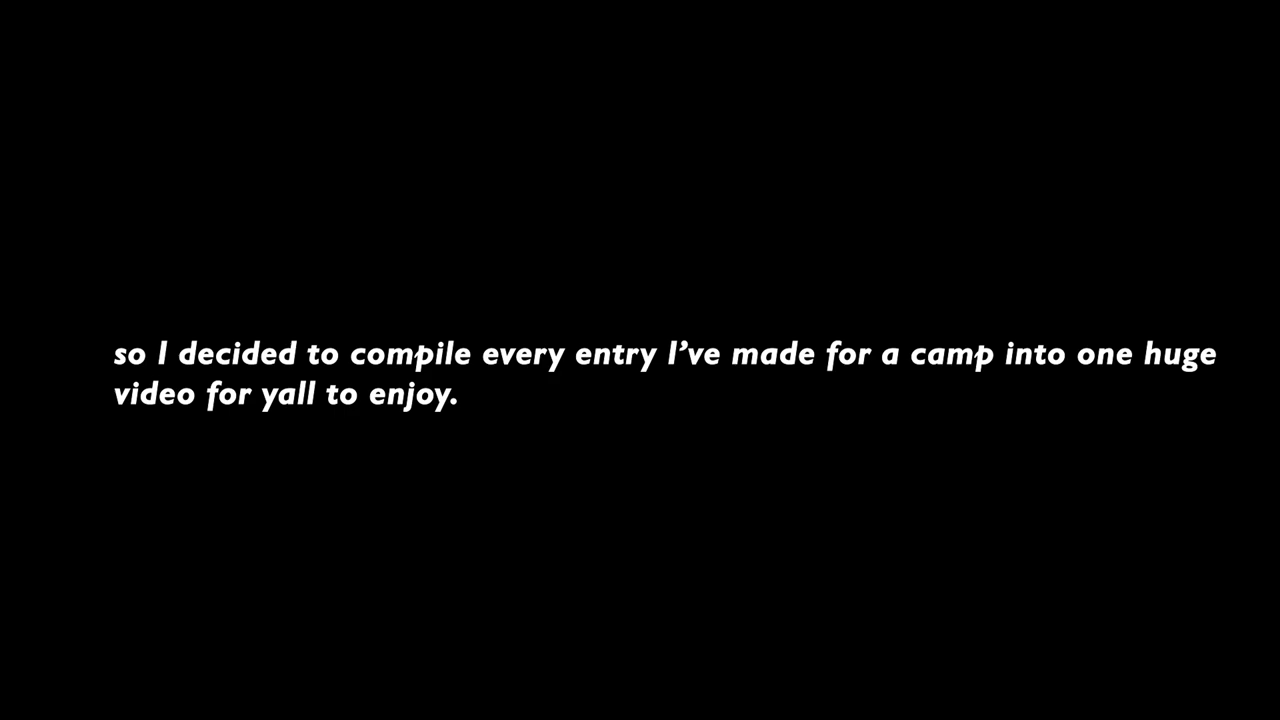 so I decided to compile every entry I've made for a camp into one huge
video for yall to enjoy.